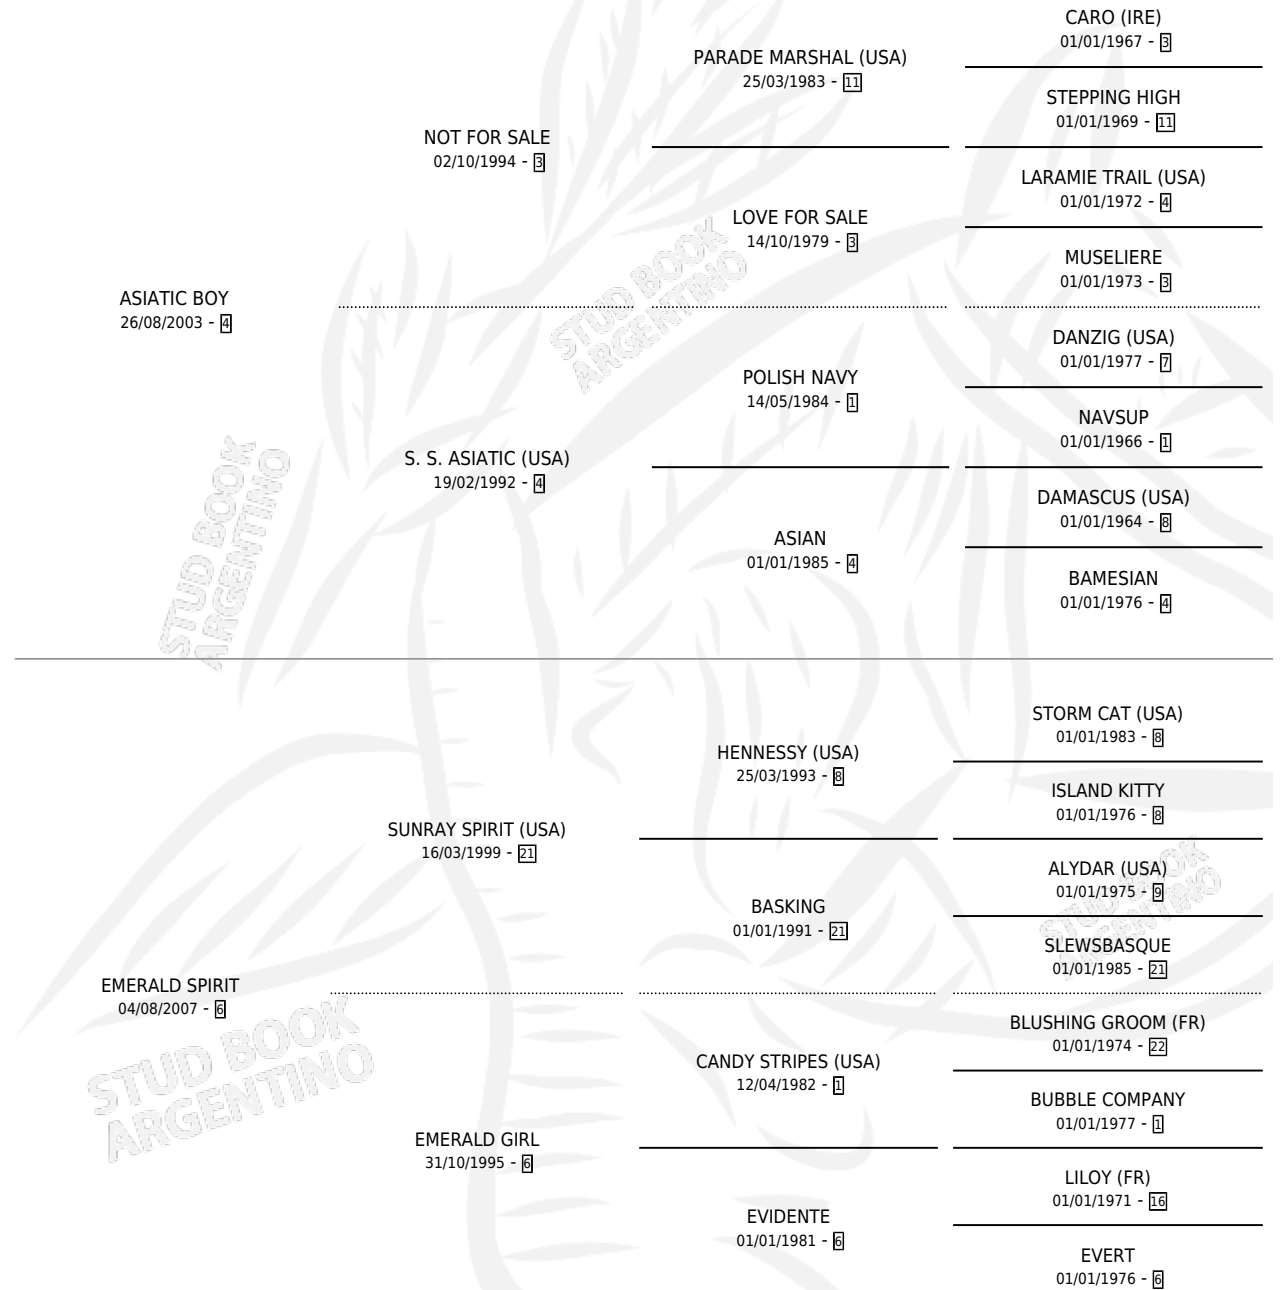 CARO (IRE)
01/01/1967 - 3
PARADE MARSHAL (USA)
25/03/1983 - 11
STEPPING HIGH
01/01/1969 - 11
NOT FOR SALE
02/10/1994 - 3
LARAMIE TRAIL (USA)
01/01/1972 - 4
LOVE FOR SALE
14/10/1979 - 3
MUSELIERE
01/01/1973 - 3
ASIATIC BOY
26/08/2003 - 4
DANZIG (USA)
01/01/1977 - 7
POLISH NAVY
14/05/1984 - 1
NAVSUP
01/01/1966 - 1
S. S. ASIATIC (USA)
19/02/1992 - 4
DAMASCUS (USA)
01/01/1964 - 8
ASIAN
01/01/1985 - 4
BAMESIAN
01/01/1976 - 4
STORM CAT (USA)
01/01/1983 - 8
HENNESSY (USA)
25/03/1993 - 8
ISLAND KITTY
01/01/1976 - 8
SUNRAY SPIRIT (USA)
16/03/1999 - 21
ALYDAR (USA)
01/01/1975 - 9
BASKING
01/01/1991 - 21
SLEWSBASQUE
01/01/1985 - 21
EMERALD SPIRIT
04/08/2007 - 6
BLUSHING GROOM (FR)
01/01/1974 - 22
CANDY STRIPES (USA)
12/04/1982 - 1
BUBBLE COMPANY
01/01/1977 - 1
EMERALD GIRL
31/10/1995 - 6
LILOY (FR)
01/01/1971 - 16
EVIDENTE
01/01/1981 - 6
EVERT
01/01/1976 - 6
STUD BOOK
ARGENTINO
STUD BOOK
ARGENTINO
STUD BOOK
ARGENTINO
STUD BOOK
ARGENTINO